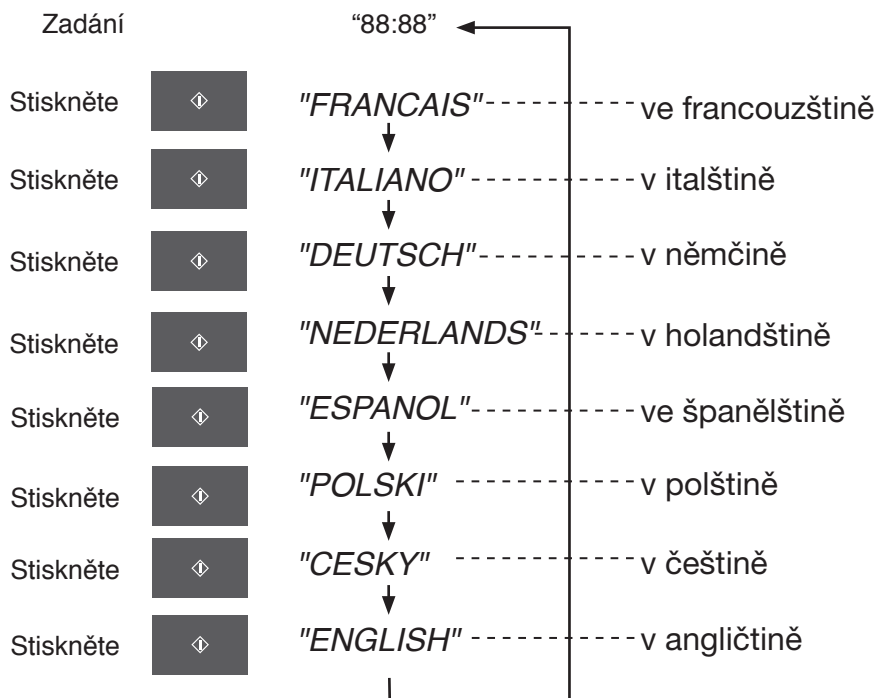 Zadání “88:88”
Stiskněte "FRANCAIS" ve francouzštině
Stiskněte "ITALIANO" v italštině
Stiskněte "DEUTSCH" v němčině
Stiskněte "NEDERLANDS" v holandštině
Stiskněte "ESPANOL" ve španělštině
Stiskněte "POLSKI" v polštině
Stiskněte "CESKY" v češtině
Stiskněte "ENGLISH" v angličtině